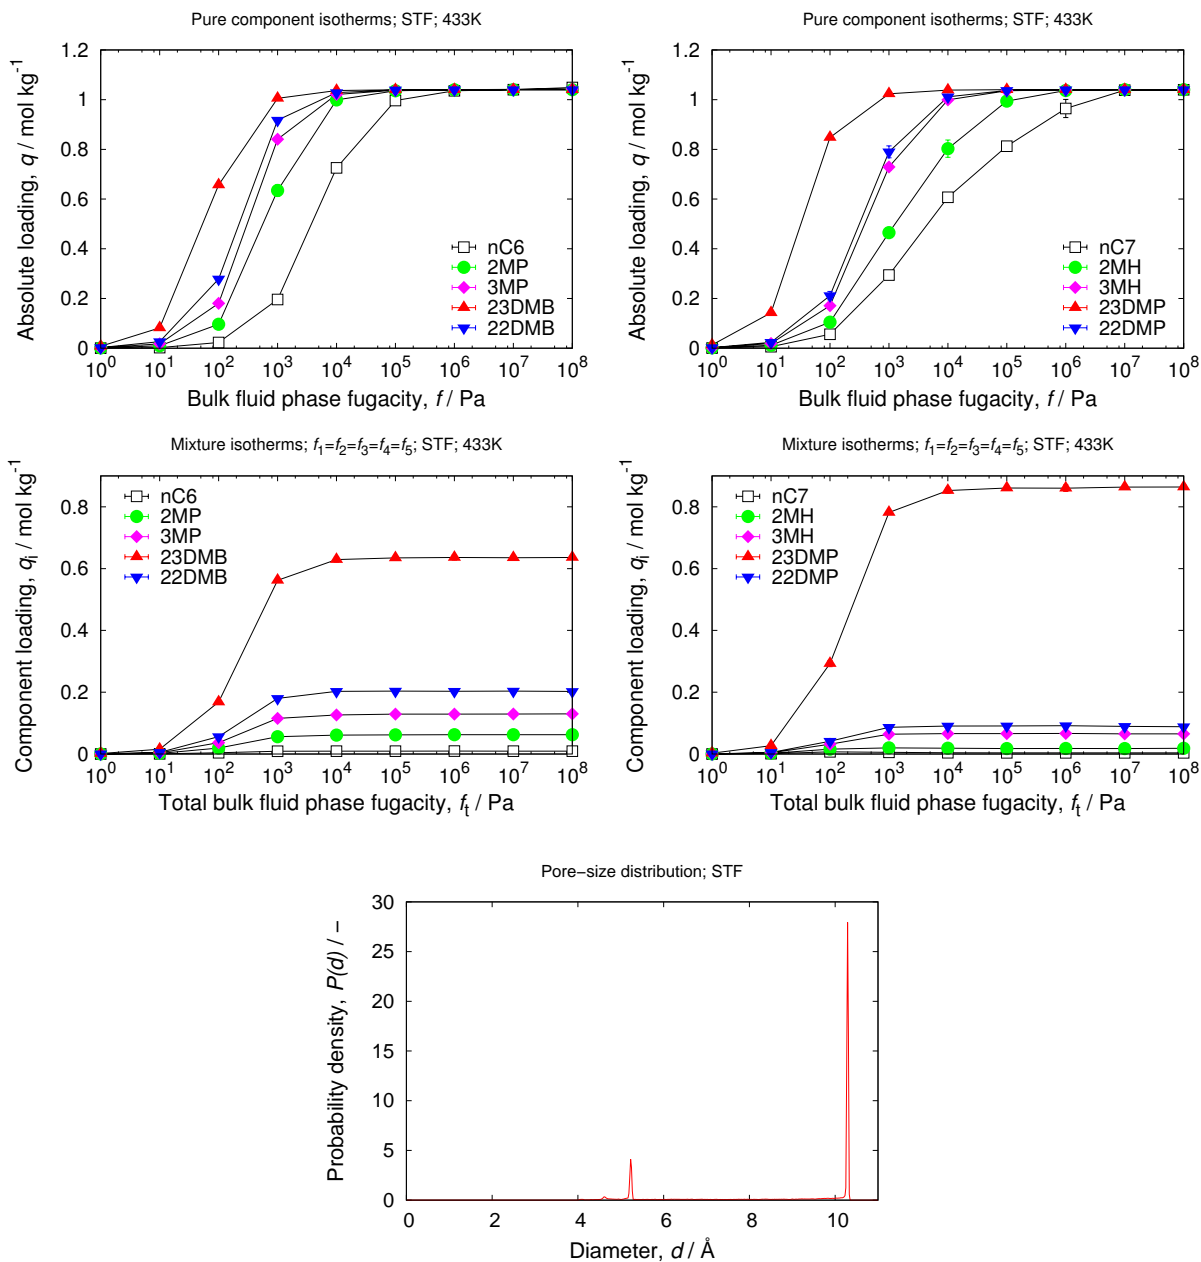 Pure component isotherms; STF; 433K
Absolute loading, q / mol kg⁻¹
1.2
1
0.8
0.6
0.4
0.2
0
nC6
2MP
3MP
23DMB
22DMB
10⁰ 10¹ 10² 10³ 10⁴ 10⁵ 10⁶ 10⁷ 10⁸
Bulk fluid phase fugacity, f / Pa
Pure component isotherms; STF; 433K
Absolute loading, q / mol kg⁻¹
1.2
1
0.8
0.6
0.4
0.2
0
nC7
2MH
3MH
23DMP
22DMP
10⁰ 10¹ 10² 10³ 10⁴ 10⁵ 10⁶ 10⁷ 10⁸
Bulk fluid phase fugacity, f / Pa
Mixture isotherms; f₁=f₂=f₃=f₄=f₅; STF; 433K
Component loading, qᵢ / mol kg⁻¹
0.8
0.6
0.4
0.2
0
nC6
2MP
3MP
23DMB
22DMB
10⁰ 10¹ 10² 10³ 10⁴ 10⁵ 10⁶ 10⁷ 10⁸
Total bulk fluid phase fugacity, fₜ / Pa
Mixture isotherms; f₁=f₂=f₃=f₄=f₅; STF; 433K
Component loading, qᵢ / mol kg⁻¹
0.8
0.6
0.4
0.2
0
nC7
2MH
3MH
23DMP
22DMP
10⁰ 10¹ 10² 10³ 10⁴ 10⁵ 10⁶ 10⁷ 10⁸
Total bulk fluid phase fugacity, fₜ / Pa
Pore−size distribution; STF
Probability density, P(d) / −
30
25
20
15
10
5
0
0 2 4 6 8 10
Diameter, d / Å